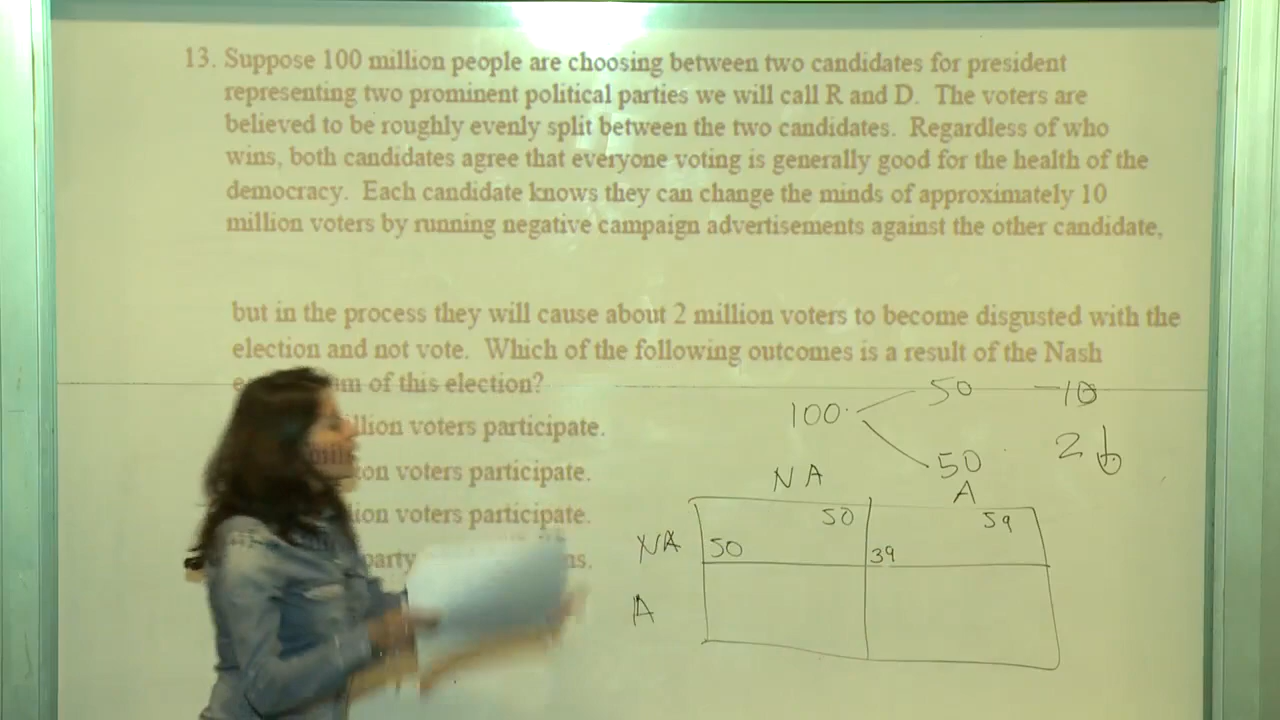 13. Suppose 100 million people are choosing between two candidates for president
representing two prominent political parties we will call R and D. The voters are
believed to be roughly evenly split between the two candidates. Regardless of who
wins, both candidates agree that everyone voting is generally good for the health of the
democracy. Each candidate knows they can change the minds of approximately 10
million voters by running negative campaign advertisements against the other candidate,
but in the process they will cause about 2 million voters to become disgusted with the
election and not vote. Which of the following outcomes is a result of the Nash
of this election?
voters participate.
voters participate.
voters participate.
party
50 -10
100
50 2 ↓
NA A
50 59
NA 50 39
A